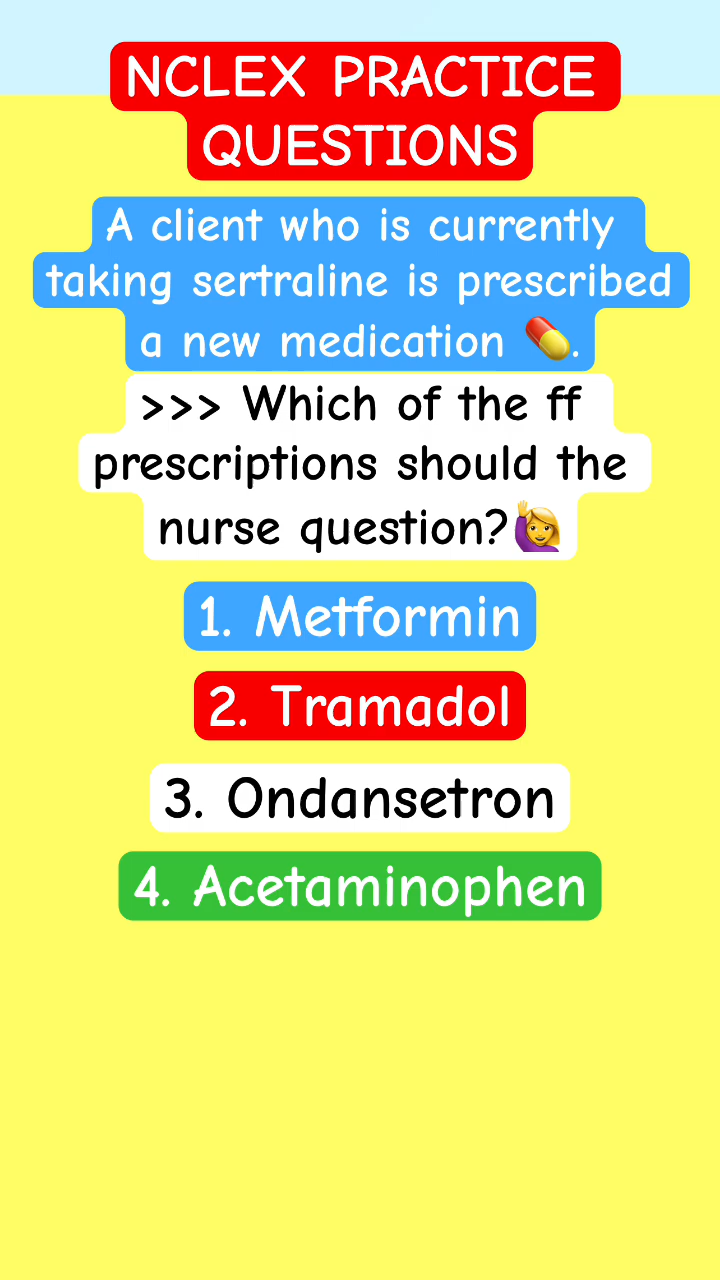 NCLEX PRACTICE
QUESTIONS
A client who is currently
taking sertraline is prescribed
a new medication 💊.
>>> Which of the ff
prescriptions should the
nurse question?🙋‍♀️
1. Metformin
2. Tramadol
3. Ondansetron
4. Acetaminophen